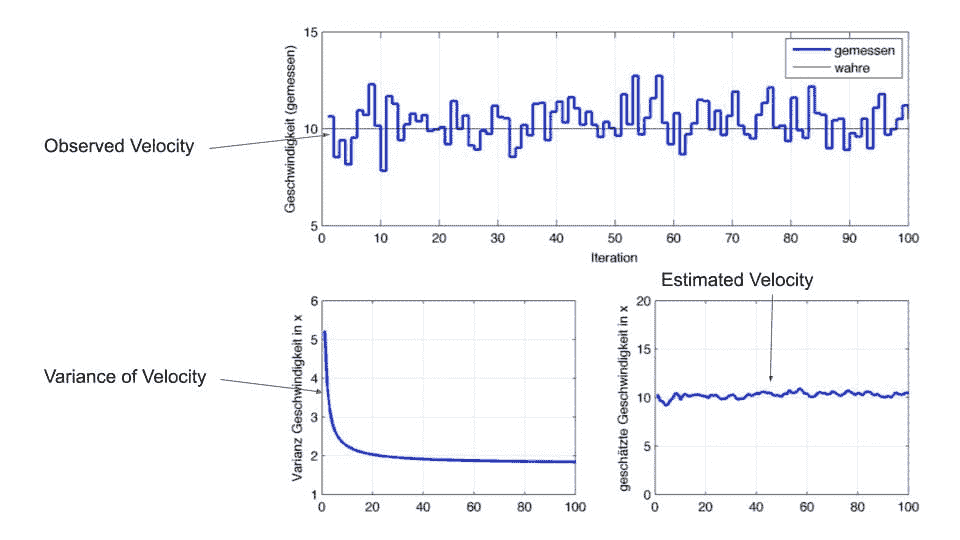 15
10
5
Geschwindigkeit (gemessen)
gemessen
wahre
0 10 20 30 40 50 60 70 80 90 100
Iteration
Observed Velocity
Estimated Velocity
Variance of Velocity
6
5
4
3
2
1
Varianz Geschwindigkeit in x
0 20 40 60 80 100
20
15
10
5
0
geschätzte Geschwindigkeit in x
0 20 40 60 80 100